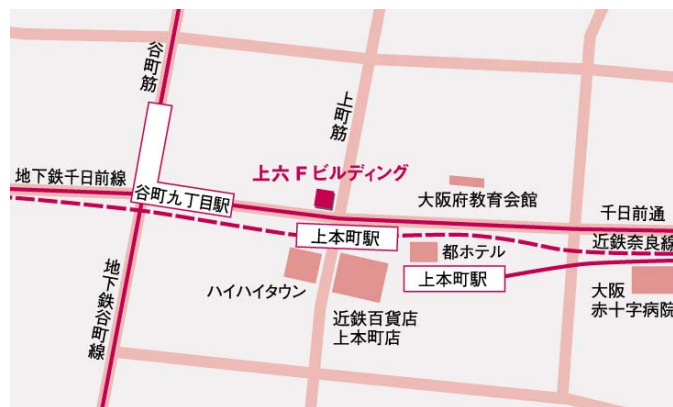 谷町筋
上町筋
上六Fビルディング
地下鉄千日前線
谷町九丁目駅
大阪府教育会館
千日前通
上本町駅
近鉄奈良線
都ホテル
上本町駅
地下鉄谷町線
ハイハイタウン
近鉄百貨店
上本町店
大阪
赤十字病院